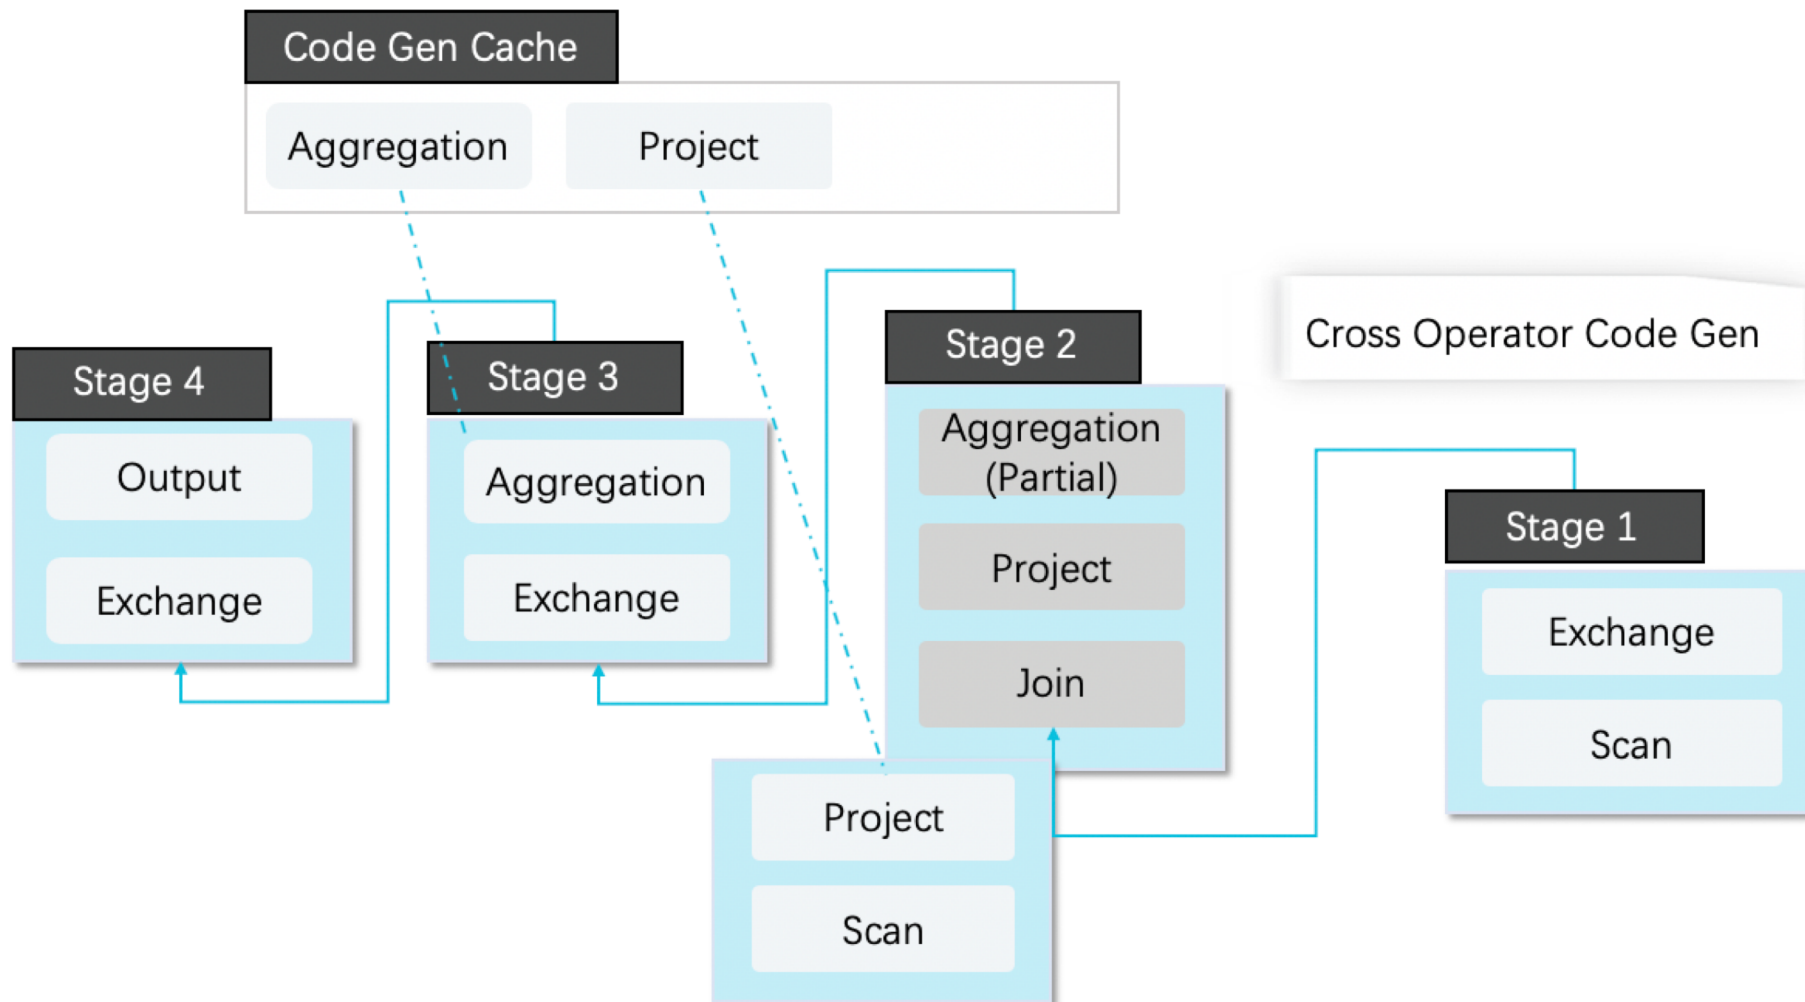 Code Gen Cache
Aggregation
Project
Stage 4
Output
Exchange
Stage 3
Aggregation
Exchange
Stage 2
Aggregation
(Partial)
Project
Join
Project
Scan
Cross Operator Code Gen
Stage 1
Exchange
Scan